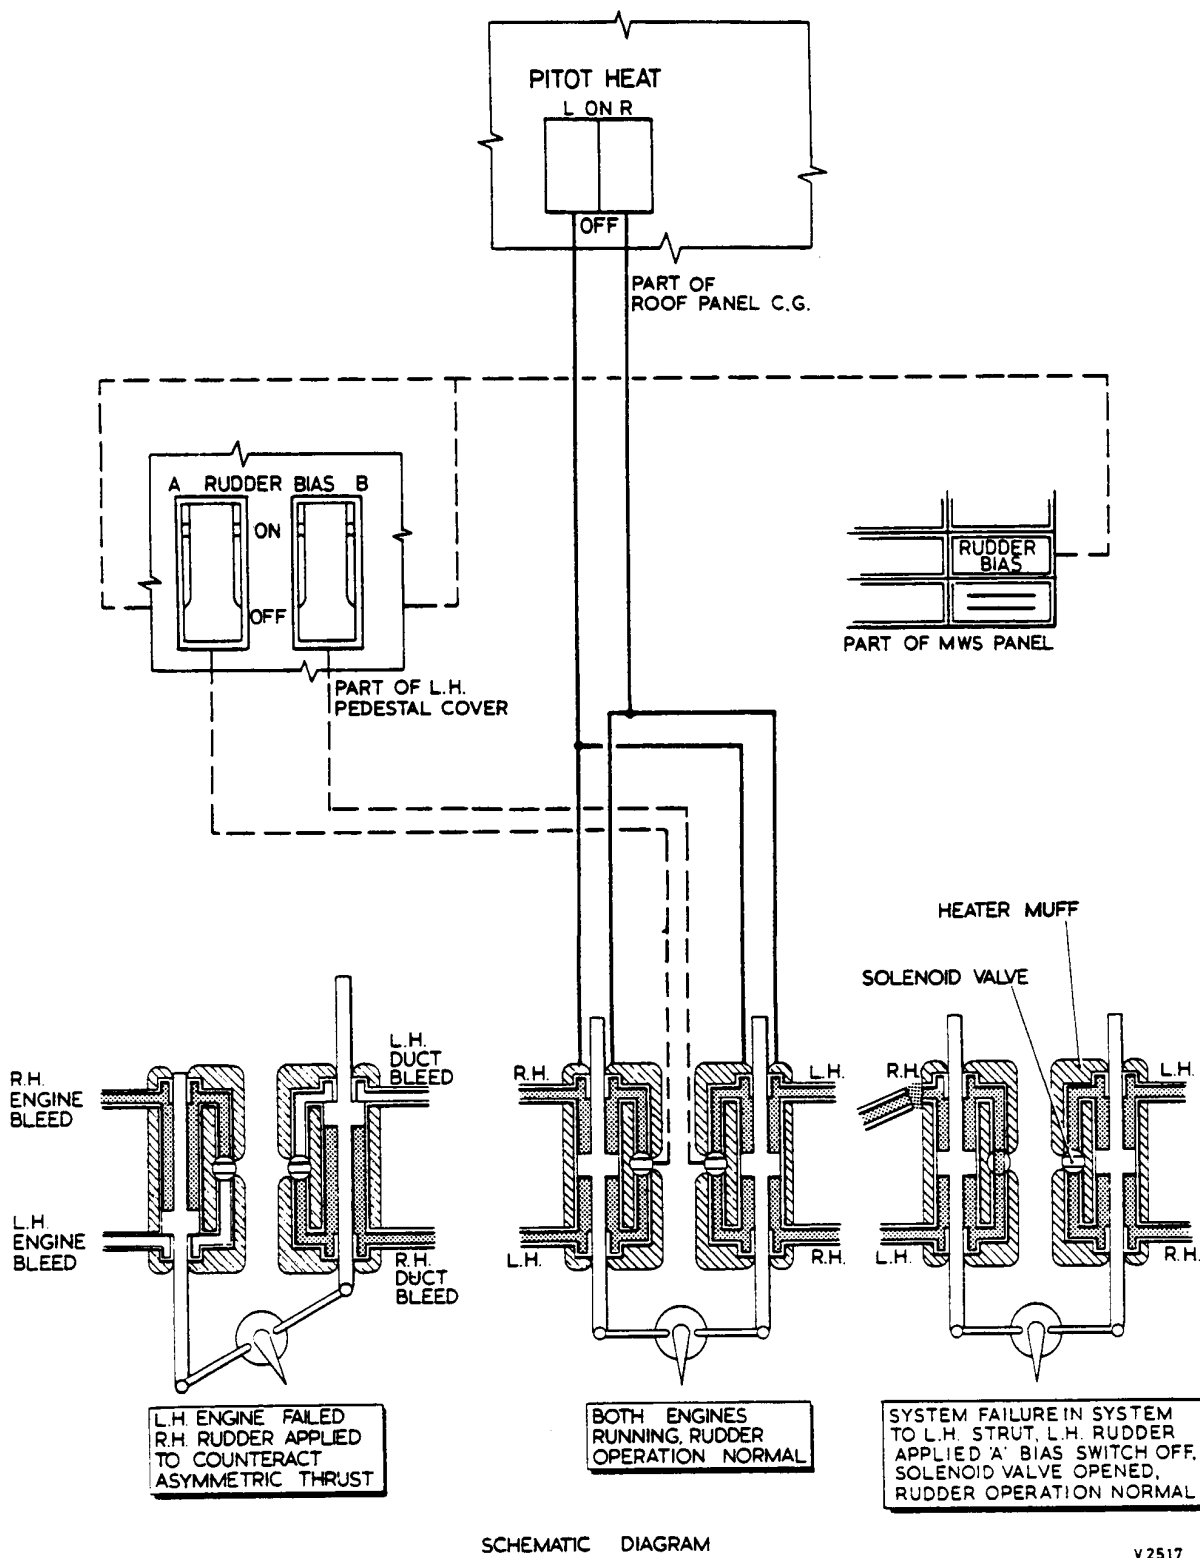 PITOT HEAT
L ON R
OFF
PART OF
ROOF PANEL C.G.
A RUDDER BIAS B
ON
OFF
PART OF L.H.
PEDESTAL COVER
RUDDER
BIAS
PART OF MWS PANEL
HEATER MUFF
SOLENOID VALVE
R.H.
ENGINE
BLEED
L.H.
ENGINE
BLEED
L.H.
DUCT
BLEED
R.H.
DUCT
BLEED
R.H.
L.H.
L.H.
R.H.
R.H.
L.H.
L.H.
R.H.
L.H. ENGINE FAILED
R.H. RUDDER APPLIED
TO COUNTERACT
ASYMMETRIC THRUST
BOTH ENGINES
RUNNING, RUDDER
OPERATION NORMAL
SYSTEM FAILURE IN SYSTEM
TO L.H. STRUT, L.H. RUDDER
APPLIED 'A' BIAS SWITCH OFF,
SOLENOID VALVE OPENED,
RUDDER OPERATION NORMAL
SCHEMATIC DIAGRAM
V2517